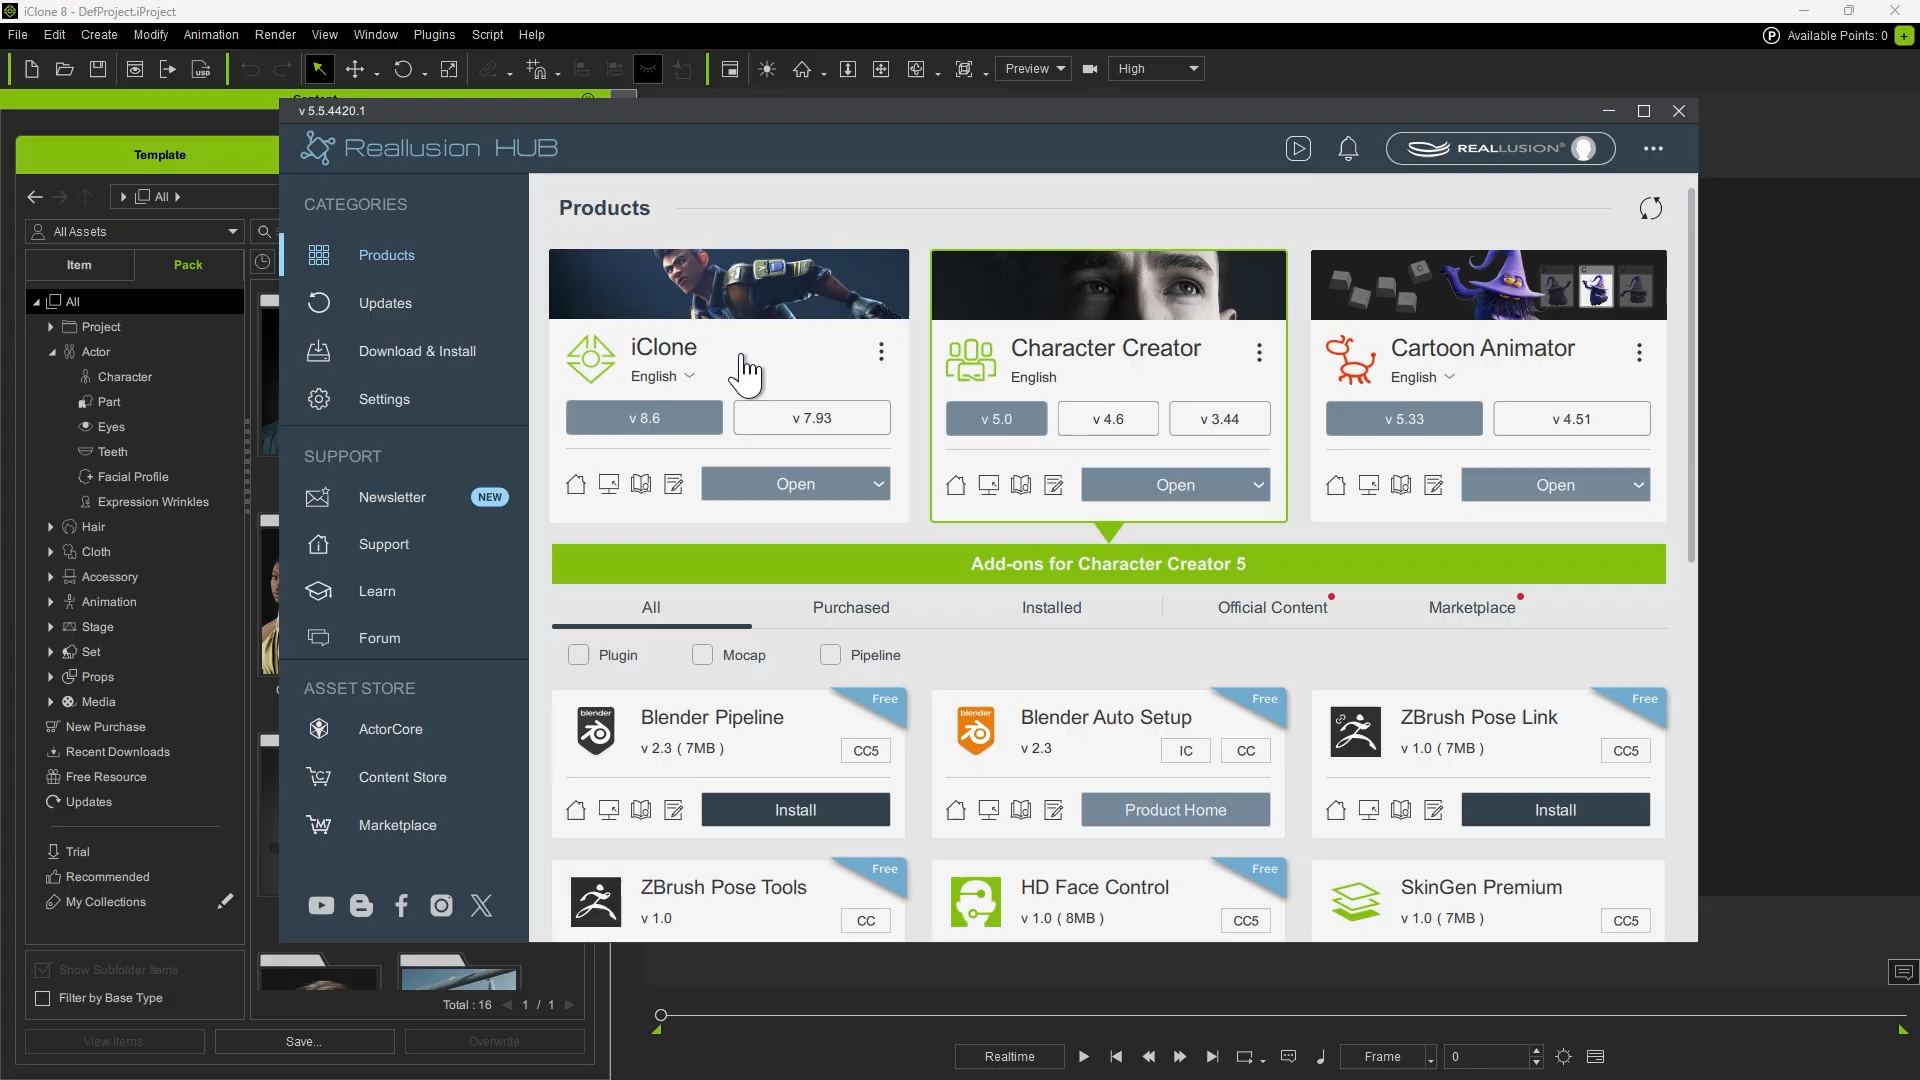 iClone 8 - DefProject.iProject
File Edit Create Modify Animation Render View Window Plugins Script Help
Available Points: 0
Preview
High
v 5.5.4420.1
Reallusion HUB
REALLUSION
Template
All
All Assets
Item Pack
All
Project
Actor
Character
Part
Eyes
Teeth
Facial Profile
Expression Wrinkles
Hair
Cloth
Accessory
Animation
Stage
Set
Props
Media
New Purchase
Recent Downloads
Free Resource
Updates
Trial
Recommended
My Collections
Show Subfolder Items
Filter by Base Type
View Items
Save...
Overwrite
Total : 16 1 / 1
CATEGORIES
Products
Updates
Download & Install
Settings
SUPPORT
Newsletter NEW
Support
Learn
Forum
ASSET STORE
ActorCore
Content Store
Marketplace
Products
iClone
English
v 8.6 v 7.93
Open
Character Creator
English
v 5.0 v 4.6 v 3.44
Open
Cartoon Animator
English
v 5.33 v 4.51
Open
Add-ons for Character Creator 5
All Purchased Installed Official Content Marketplace
Plugin Mocap Pipeline
Free
blender
Blender Pipeline
v 2.3 ( 7MB )
CC5
Install
Free
blender
Blender Auto Setup
v 2.3
IC CC
Product Home
Free
ZBrush Pose Link
v 1.0 ( 7MB )
CC5
Install
Free
ZBrush Pose Tools
v 1.0
CC
Free
HD Face Control
v 1.0 ( 8MB )
CC5
SkinGen Premium
v 1.0 ( 7MB )
CC5
Realtime
Frame
0